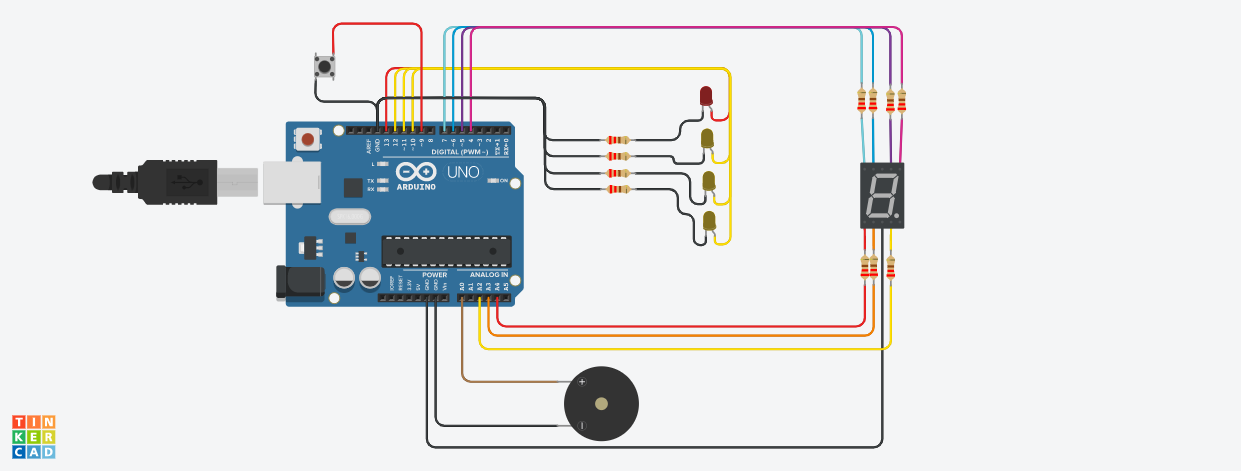 AREF
GND
13
12
~11
~10
~9
8
7
~6
~5
4
~3
2
TX→1
RX←0
DIGITAL (PWM~)
L
TX
RX
ARDUINO
UNO
ON
POWER
ANALOG IN
IOREF
RESET
3.3V
5V
GND
GND
Vin
A0
A1
A2
A3
A4
A5
+
TIN
KER
CAD